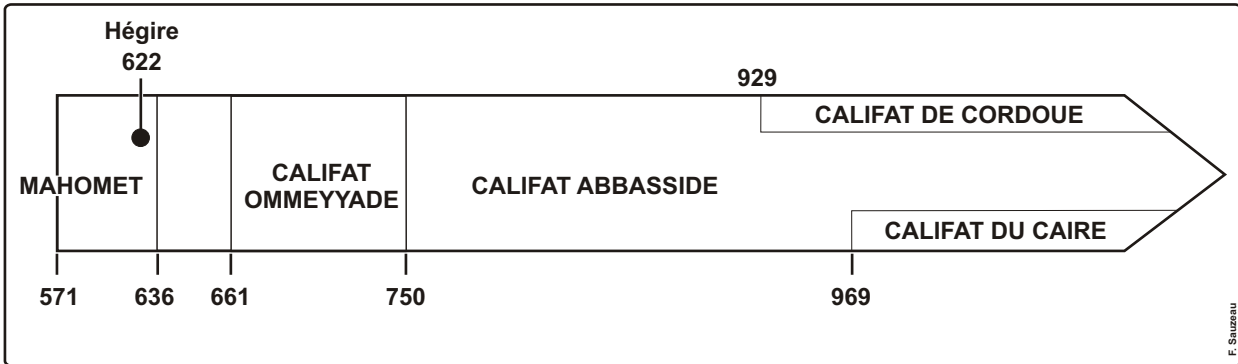 Hégire
622
929
CALIFAT DE CORDOUE
MAHOMET
CALIFAT
OMMEYYADE
CALIFAT ABBASSIDE
CALIFAT DU CAIRE
571
636
661
750
969
F. Sauzeau